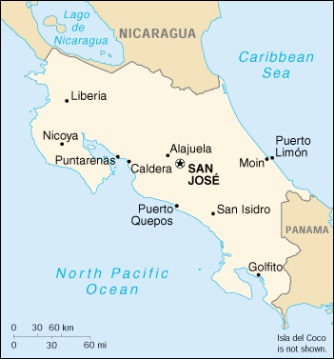 Lago de
Nicaragua
NICARAGUA
Caribbean
Sea
Liberia
Nicoya
Puntarenas
Caldera
Alajuela
SAN
JOSÉ
Moin
Puerto
Limón
Puerto
Quepos
San Isidro
PANAMA
Golfito
North Pacific
Ocean
0 30 60 km
0 30 60 mi
Isla del Coco
is not shown.